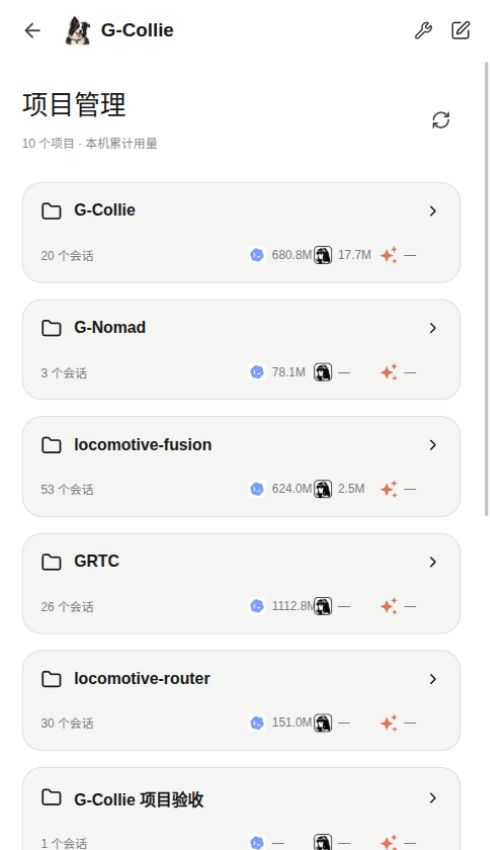 G-Collie
项目管理
10 个项目 · 本机累计用量
G-Collie
20 个会话 680.8M 17.7M —
G-Nomad
3 个会话 78.1M — —
locomotive-fusion
53 个会话 624.0M 2.5M —
GRTC
26 个会话 1112.8M — —
locomotive-router
30 个会话 151.0M — —
G-Collie 项目验收
1 个会话 — — —